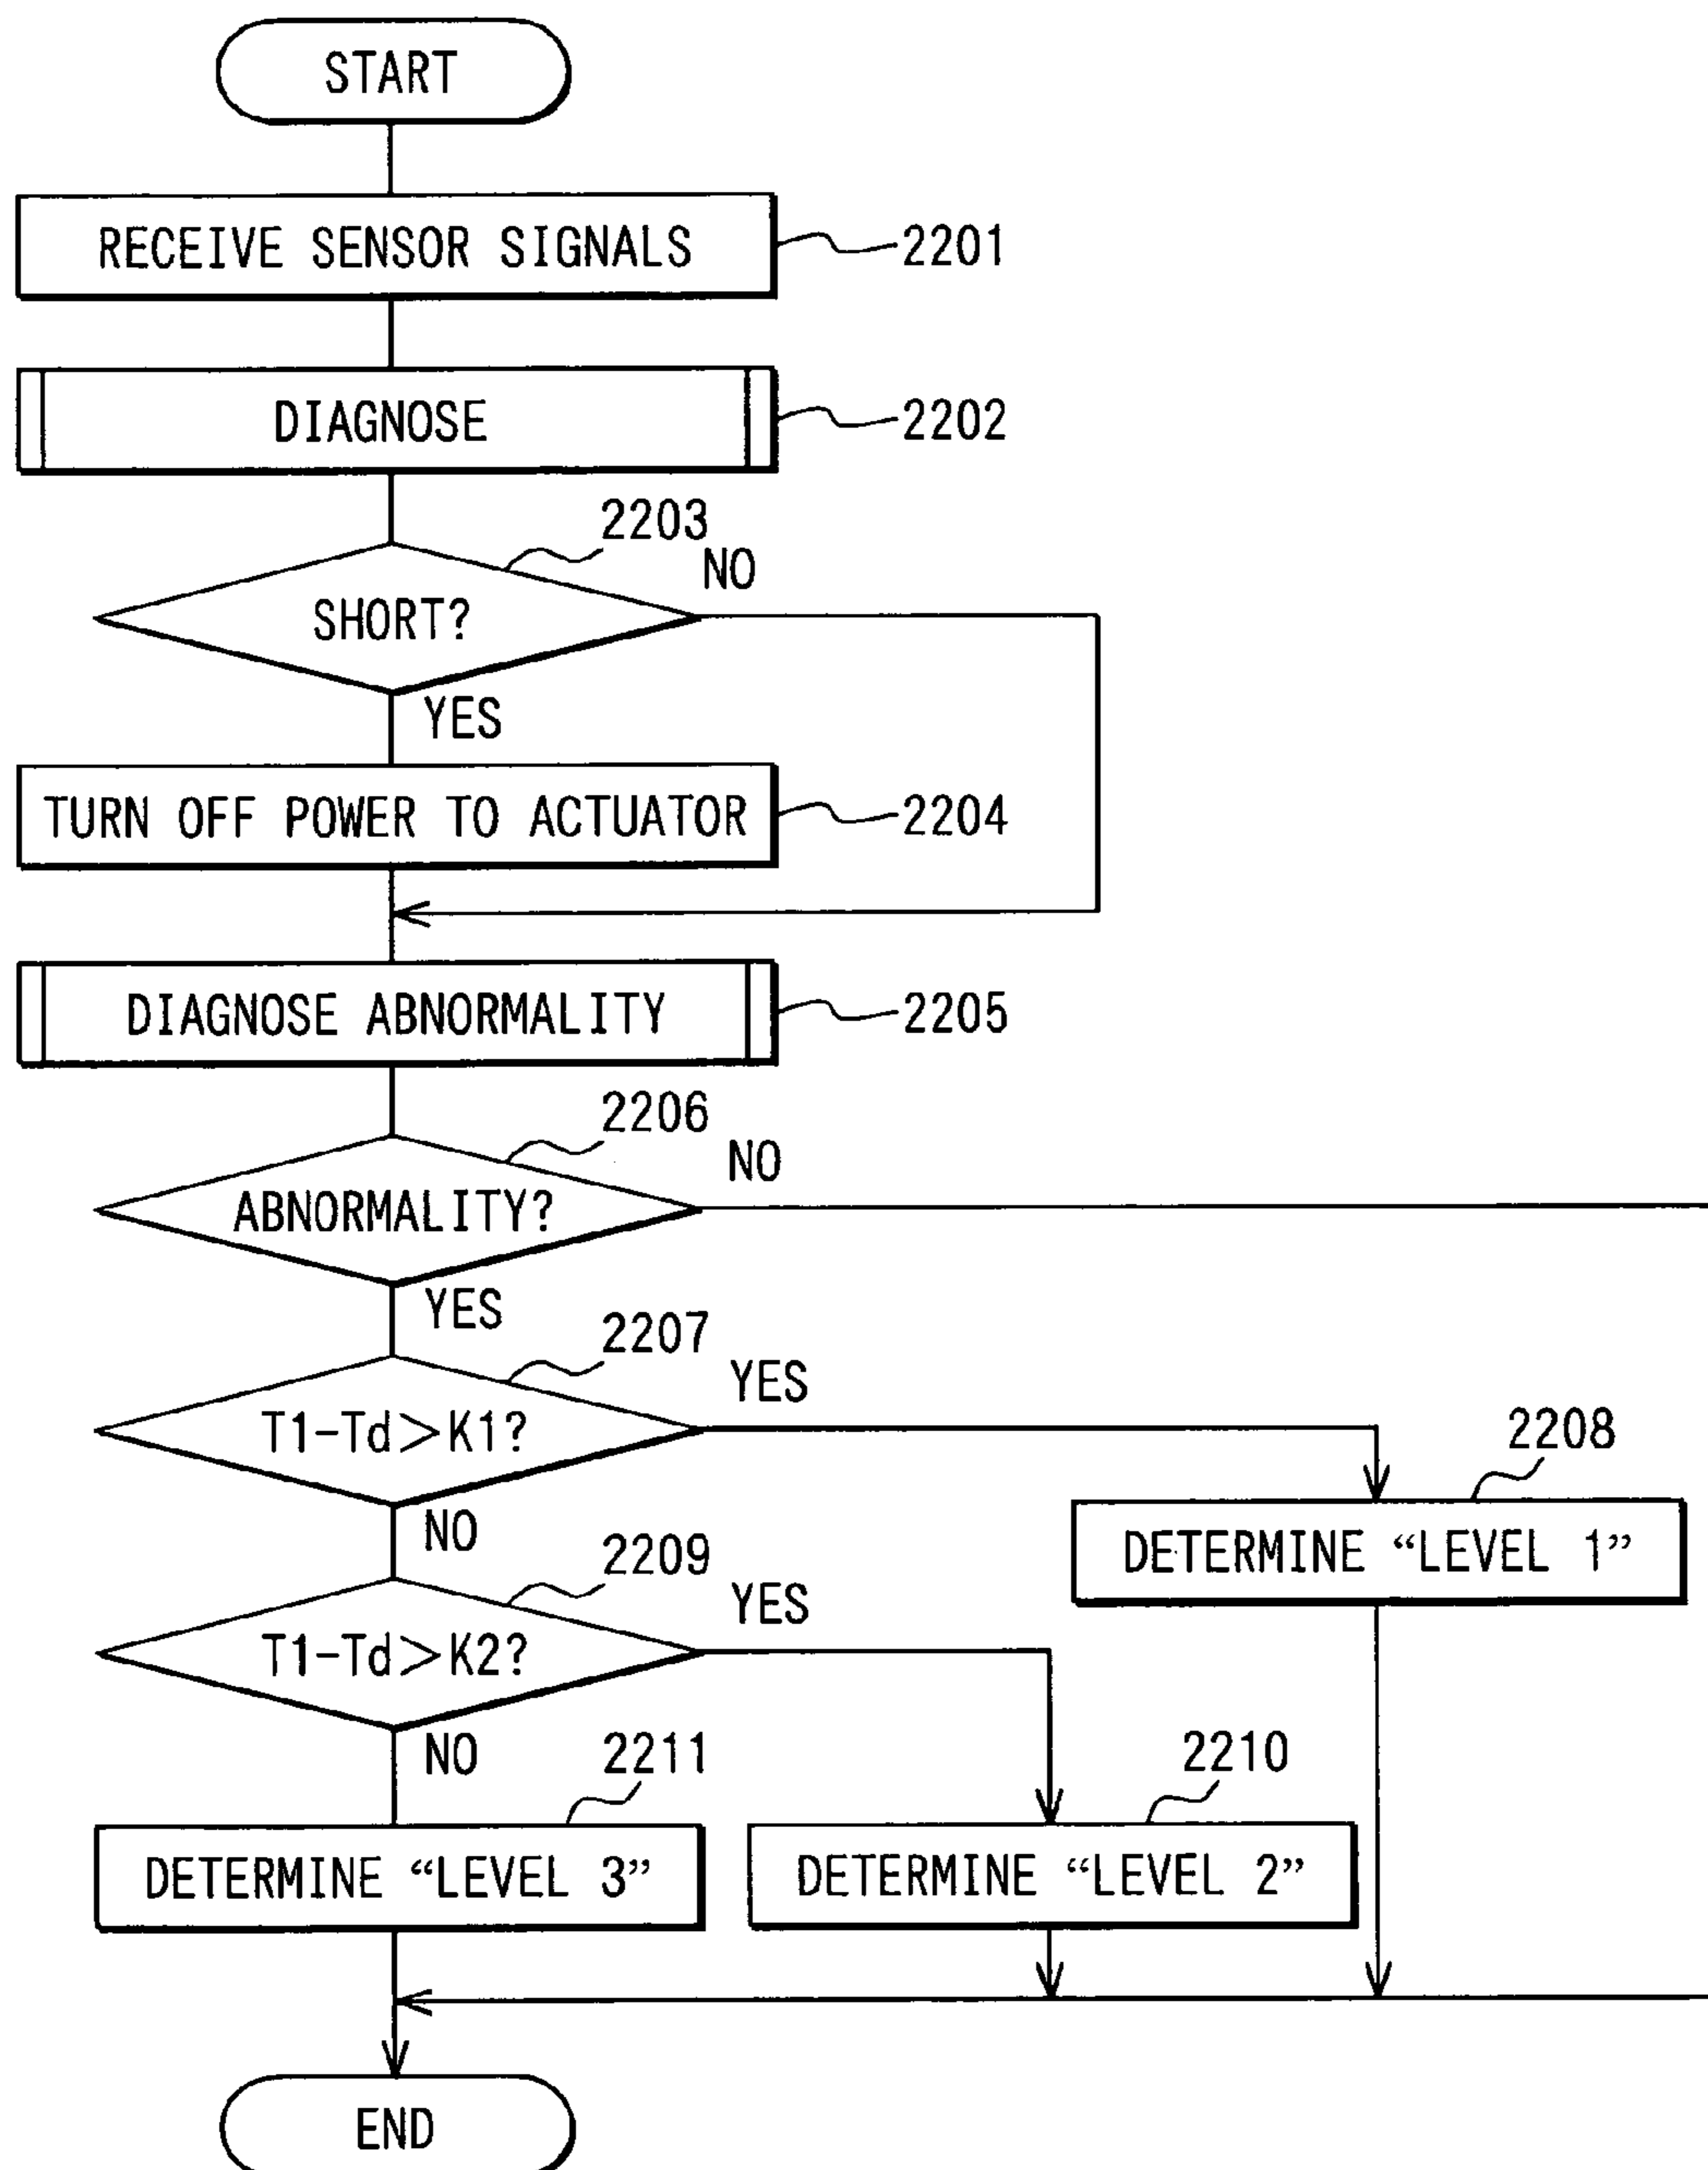 START
RECEIVE SENSOR SIGNALS
2201
DIAGNOSE
2202
2203
NO
SHORT?
YES
TURN OFF POWER TO ACTUATOR
2204
DIAGNOSE ABNORMALITY
2205
2206
NO
ABNORMALITY?
YES
2207
YES
T1-Td>K1?
NO
2208
DETERMINE “LEVEL 1”
2209
YES
T1-Td>K2?
NO
2211
2210
DETERMINE “LEVEL 3”
DETERMINE “LEVEL 2”
END